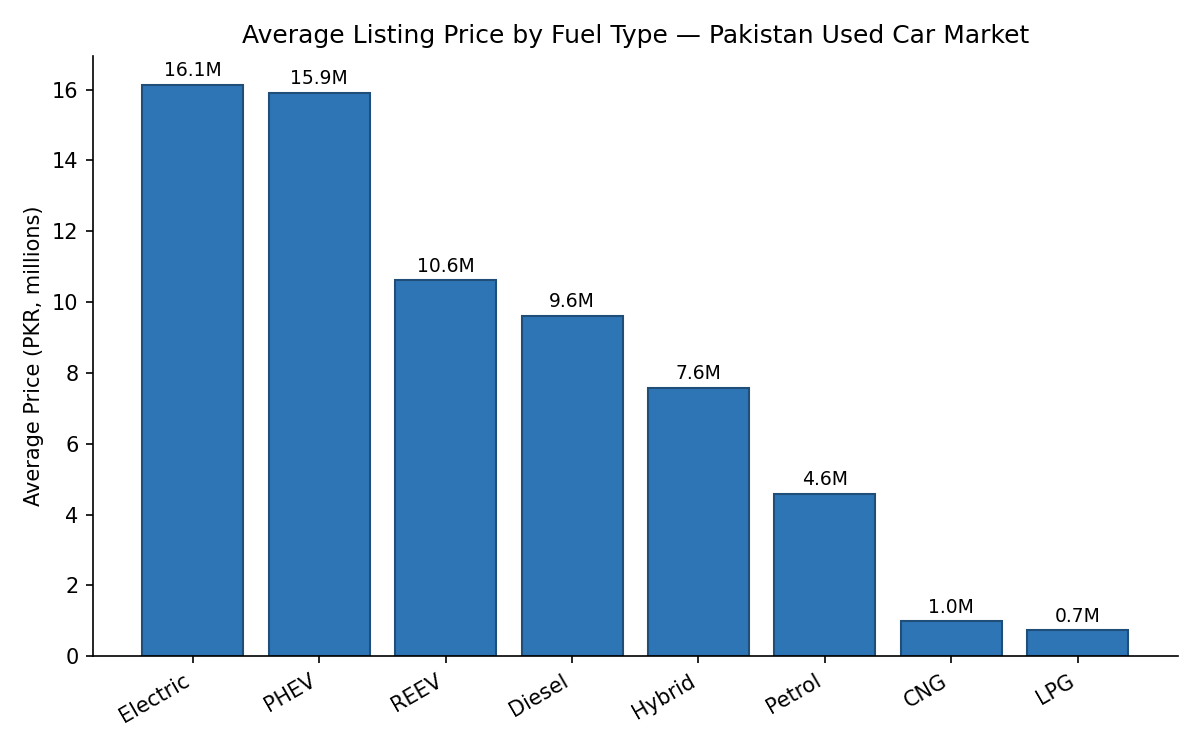 Average Listing Price by Fuel Type — Pakistan Used Car Market
Average Price (PKR, millions)
16
14
12
10
8
6
4
2
0
16.1M
15.9M
10.6M
9.6M
7.6M
4.6M
1.0M
0.7M
Electric
PHEV
REEV
Diesel
Hybrid
Petrol
CNG
LPG